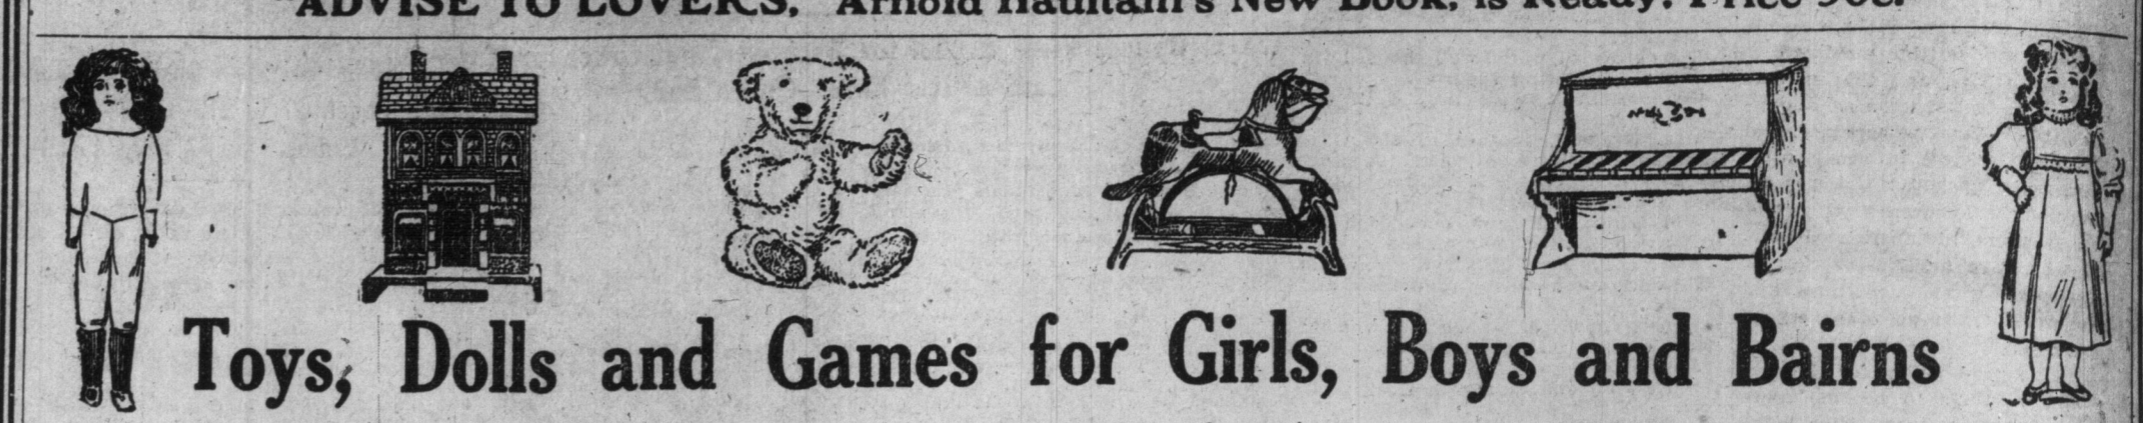 "ADVISE TO LOVERS," Arnold Haultain's New Book, is Ready. Price 50c.
Toys, Dolls and Games for Girls, Boys and Bairns